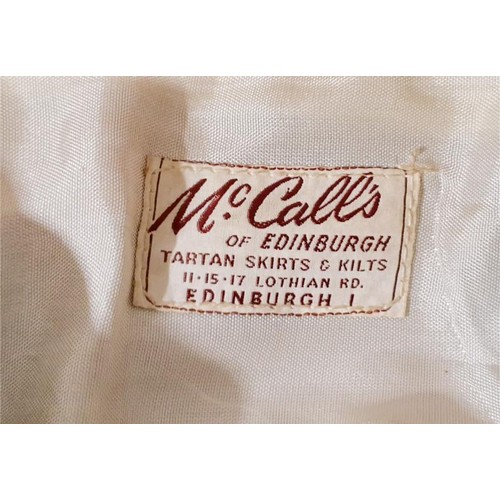 McCall's
OF EDINBURGH
TARTAN SKIRTS & KILTS
11·15·17 LOTHIAN RD.
EDINBURGH 1